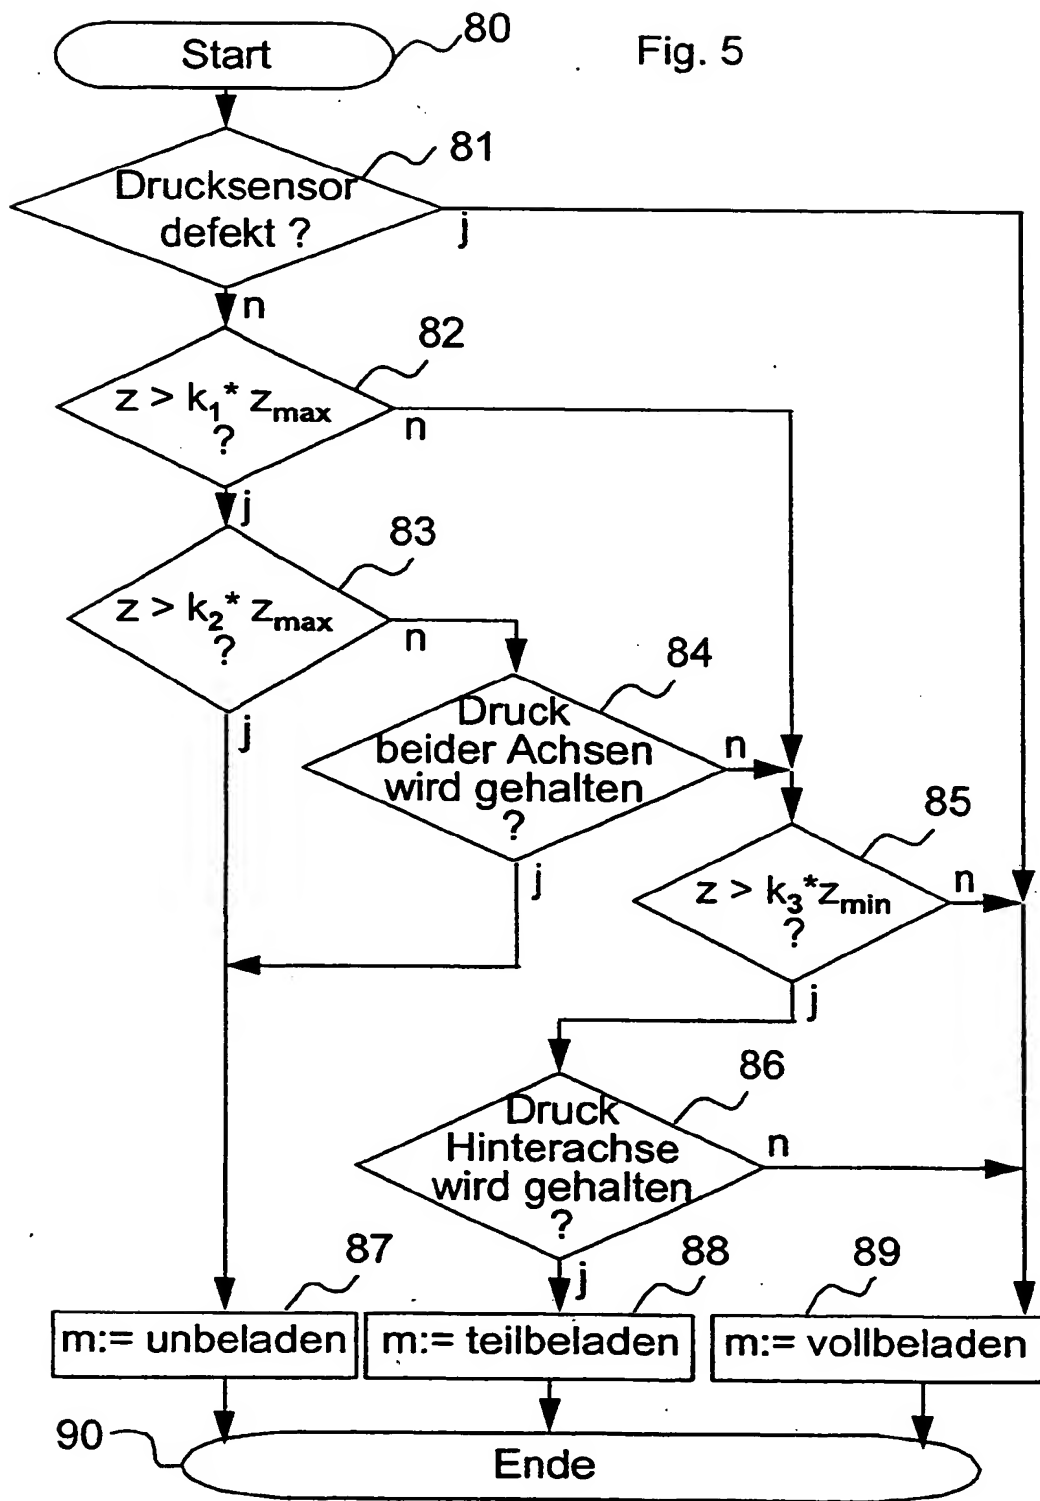 80
Start
Fig. 5
81
Drucksensor
defekt ?
j
n
82
z > k1* zmax
?
n
j
83
z > k2* zmax
?
n
j
84
Druck
beider Achsen
wird gehalten
?
n
j
85
z > k3*zmin
?
n
j
86
Druck
Hinterachse
wird gehalten
?
n
j
87
88
89
m:= unbeladen
m:= teilbeladen
m:= vollbeladen
90
Ende